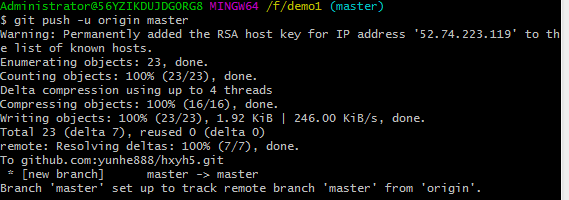 Administrator@56YZIKDUJDGORG8 MINGW64 /f/demo1 (master)
$ git push -u origin master
Warning: Permanently added the RSA host key for IP address '52.74.223.119' to th
e list of known hosts.
Enumerating objects: 23, done.
Counting objects: 100% (23/23), done.
Delta compression using up to 4 threads
Compressing objects: 100% (16/16), done.
Writing objects: 100% (23/23), 1.92 KiB | 246.00 KiB/s, done.
Total 23 (delta 7), reused 0 (delta 0)
remote: Resolving deltas: 100% (7/7), done.
To github.com:yunhe888/hxyh5.git
 * [new branch]      master -> master
Branch 'master' set up to track remote branch 'master' from 'origin'.